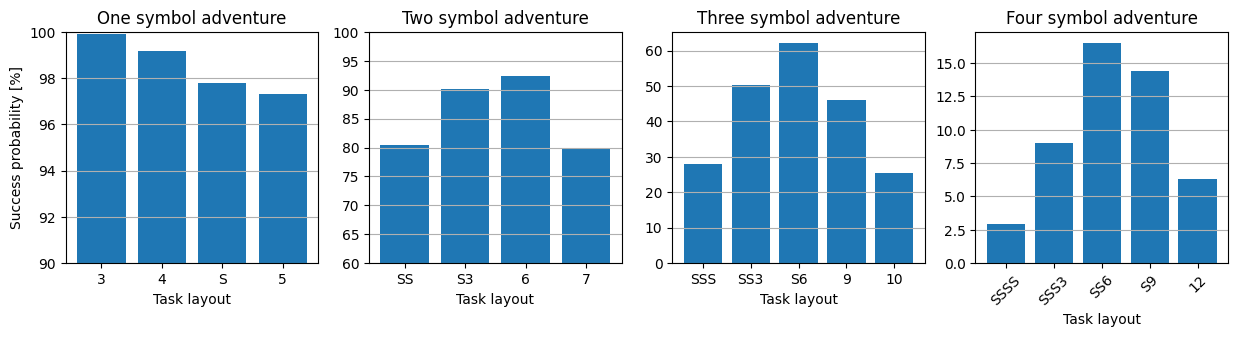 One symbol adventure
Success probability [%]
100
98
96
94
92
90
3 4 S 5
Task layout
Two symbol adventure
100
95
90
85
80
75
70
65
60
SS S3 6 7
Task layout
Three symbol adventure
60
50
40
30
20
10
0
SSS SS3 S6 9 10
Task layout
Four symbol adventure
15.0
12.5
10.0
7.5
5.0
2.5
0.0
SSSS SSS3 SS6 S9 12
Task layout